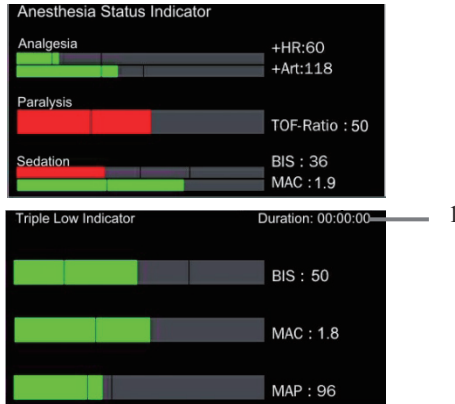 Anesthesia Status Indicator
Analgesia
+HR:60
+Art:118
Paralysis
TOF-Ratio : 50
Sedation
BIS : 36
MAC : 1.9
Triple Low Indicator Duration: 00:00:00
1
BIS : 50
MAC : 1.8
MAP : 96